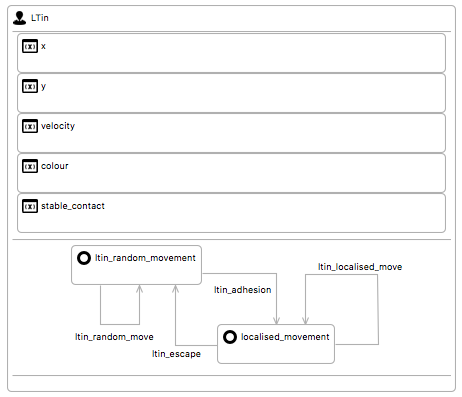 LTin
x
y
velocity
colour
stable_contact
ltin_random_movement
ltin_localised_move
ltin_adhesion
ltin_random_move
localised_movement
ltin_escape